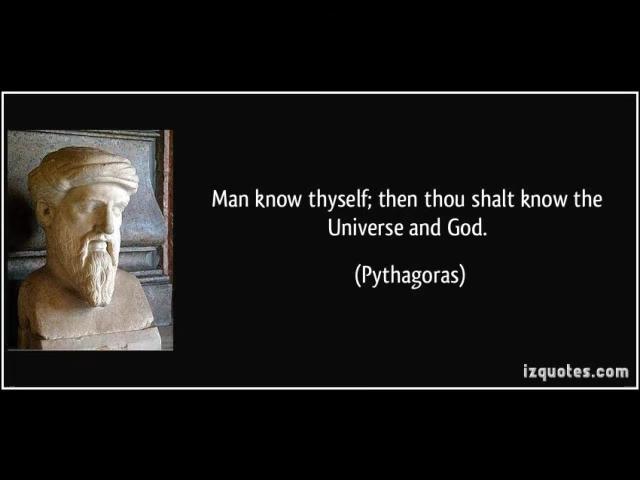 Man know thyself; then thou shalt know the
Universe and God.
(Pythagoras)
izquotes.com